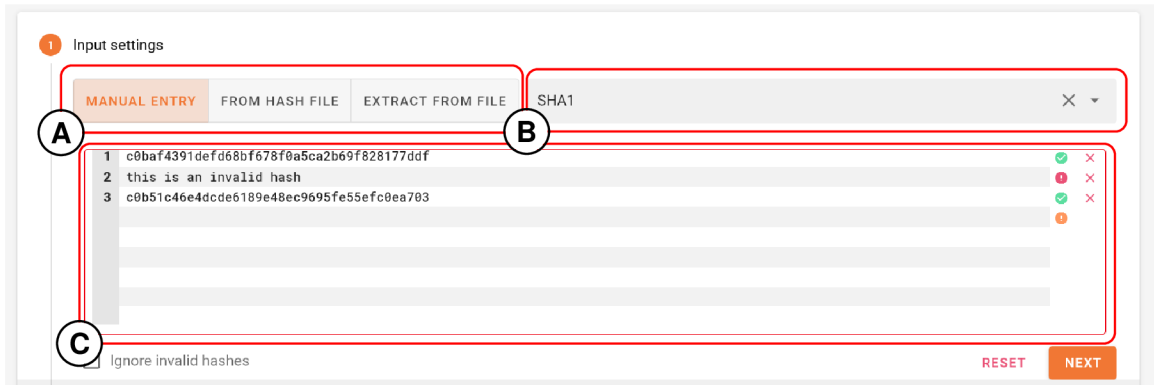 1 Input settings
MANUAL ENTRY FROM HASH FILE EXTRACT FROM FILE SHA1
A B
1 c0baf4391defd68bf678f0a5ca2b69f828177ddf
2 this is an invalid hash
3 c0b51c46e4dcde6189e48ec9695fe55efc0ea703
C
Ignore invalid hashes RESET NEXT